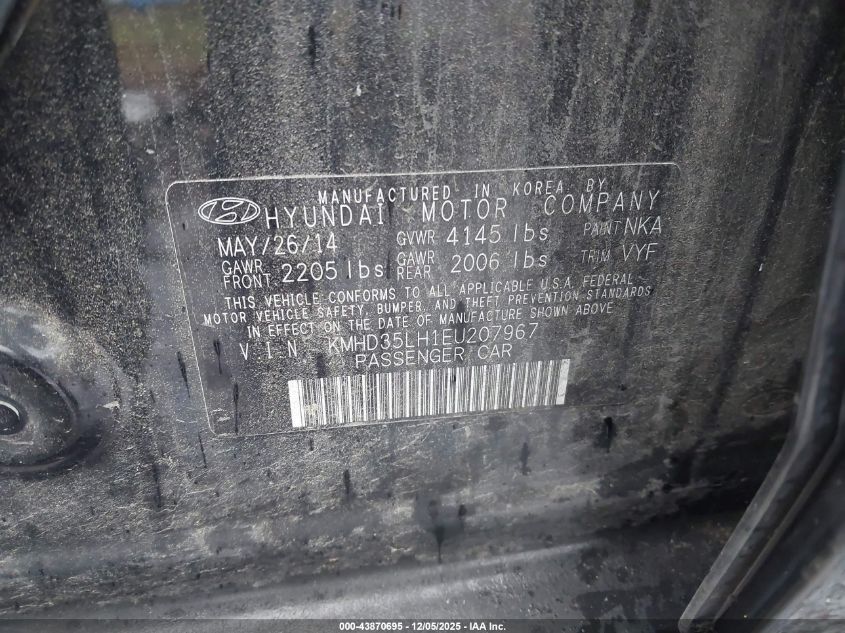 MANUFACTURED IN KOREA BY
HYUNDAI MOTOR COMPANY
MAY/26/14 GVWR 4145 lbs PAINT NKA
GAWR FRONT 2205 lbs GAWR REAR 2006 lbs TRIM VYF
THIS VEHICLE CONFORMS TO ALL APPLICABLE U.S.A. FEDERAL
MOTOR VEHICLE SAFETY, BUMPER, AND THEFT PREVENTION STANDARDS
IN EFFECT ON THE DATE OF MANUFACTURE SHOWN ABOVE
VIN KMHD35LH1EU207967
PASSENGER CAR
000-43870695 - 12/05/2025 - IAA Inc.